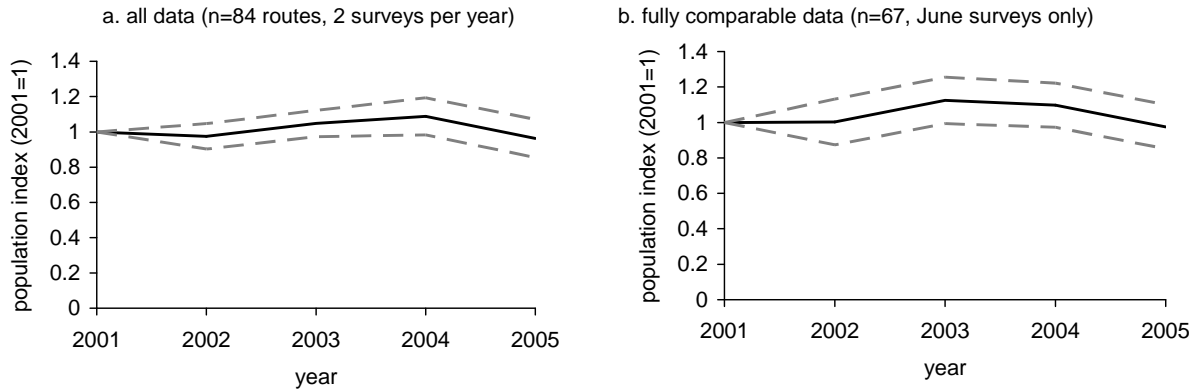 a. all data (n=84 routes, 2 surveys per year)
population index (2001=1)
1.4
1.2
1
0.8
0.6
0.4
0.2
0
2001 2002 2003 2004 2005
year
b. fully comparable data (n=67, June surveys only)
population index (2001=1)
1.4
1.2
1
0.8
0.6
0.4
0.2
0
2001 2002 2003 2004 2005
year